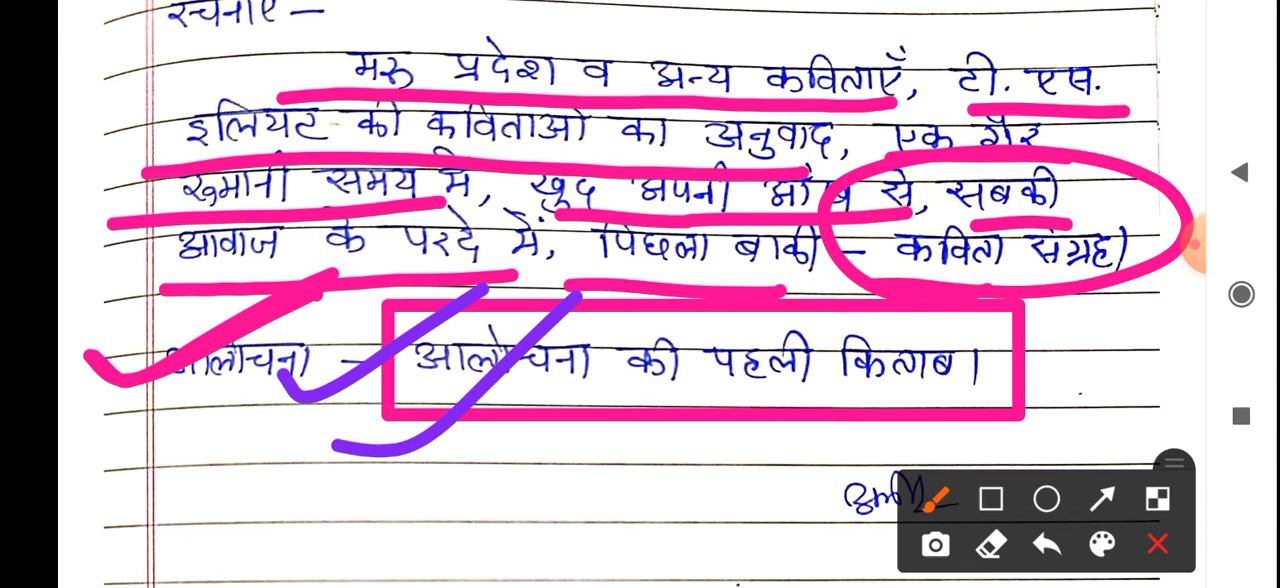 रचनाएँ –
मरु प्रदेश व अन्य कविताएँ, टी. एस.
इलियट की कविताओं का अनुवाद, एक गैर
रूमानी समय में, खुद अपनी आँख से, सबकी
आवाज के परदे में, पिछला बाकी – कविता संग्रह)
आलोचना – आलोचना की पहली किताब।